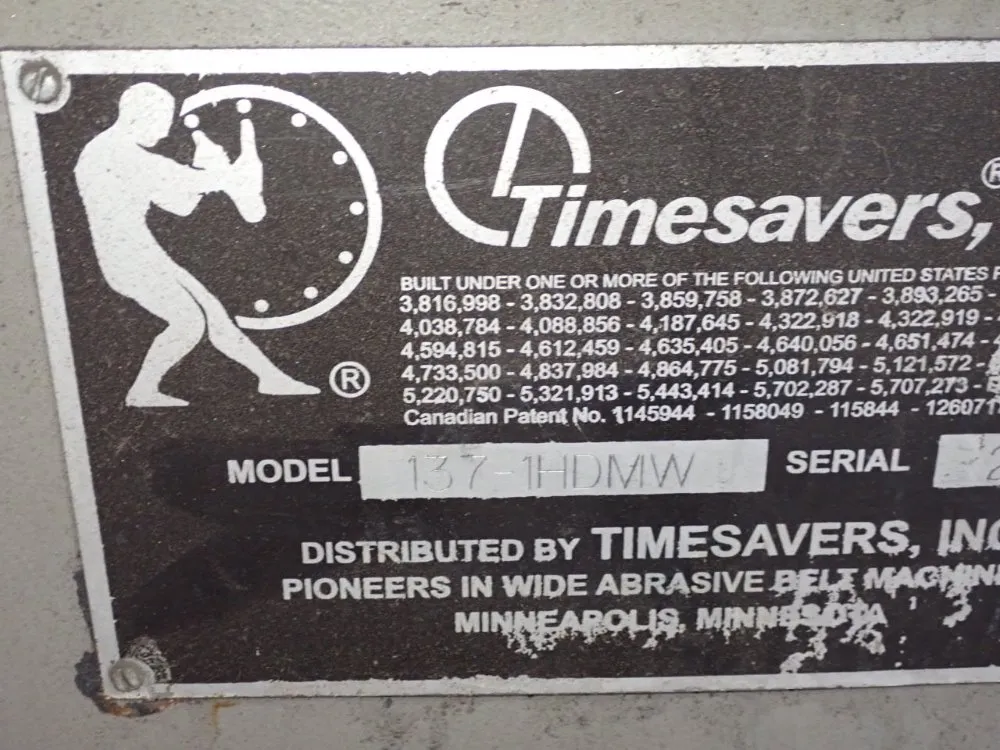 Timesavers,®
BUILT UNDER ONE OR MORE OF THE FOLLOWING UNITED STATES
3,816,998 - 3,832,808 - 3,859,758 - 3,872,627 - 3,893,265 -
4,038,784 - 4,088,856 - 4,187,645 - 4,322,918 - 4,322,919 -
4,594,815 - 4,612,459 - 4,635,405 - 4,640,056 - 4,651,474 -
4,733,500 - 4,837,984 - 4,864,775 - 5,081,794 - 5,121,572 -
5,220,750 - 5,321,913 - 5,443,414 - 5,702,287 - 5,707,273 -
®
Canadian Patent No. 1145944 - 1158049 - 115844 - 126071
MODEL 137-1HDMW SERIAL
DISTRIBUTED BY TIMESAVERS, INC
PIONEERS IN WIDE ABRASIVE BELT MACHIN
MINNEAPOLIS, MINNESOTA